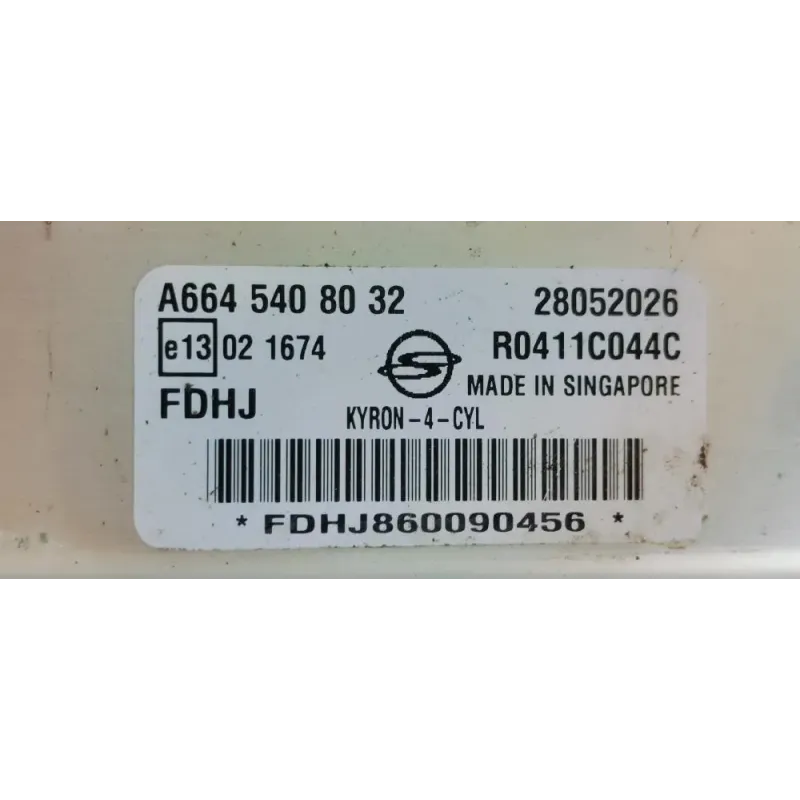 A664 540 80 32 28052026
e13 02 1674 R0411C044C
FDHJ MADE IN SINGAPORE
KYRON-4-CYL
* FDHJ860090456 *